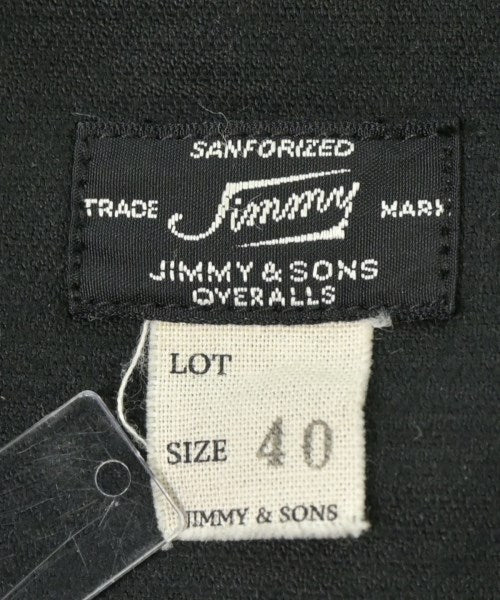 SANFORIZED
TRADE Jimmy MARK
JIMMY & SONS
OVERALLS
LOT
SIZE 40
JIMMY & SONS